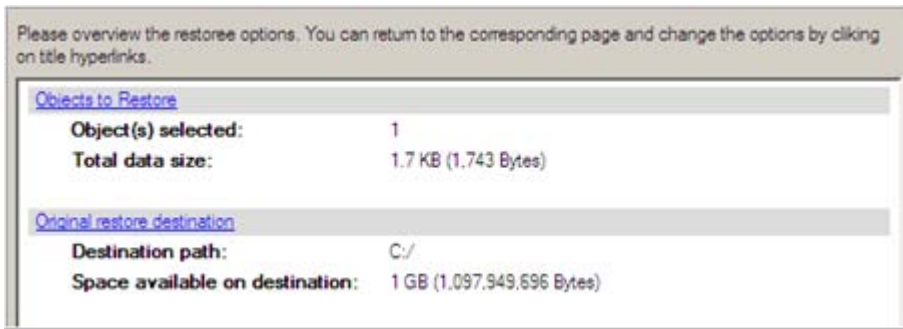 Please overview the restoree options. You can return to the corresponding page and change the options by cliking
on title hyperlinks.
Objects to Restore
Object(s) selected: 1
Total data size: 1.7 KB (1,743 Bytes)
Original restore destination
Destination path: C:/
Space available on destination: 1 GB (1,097,949,696 Bytes)